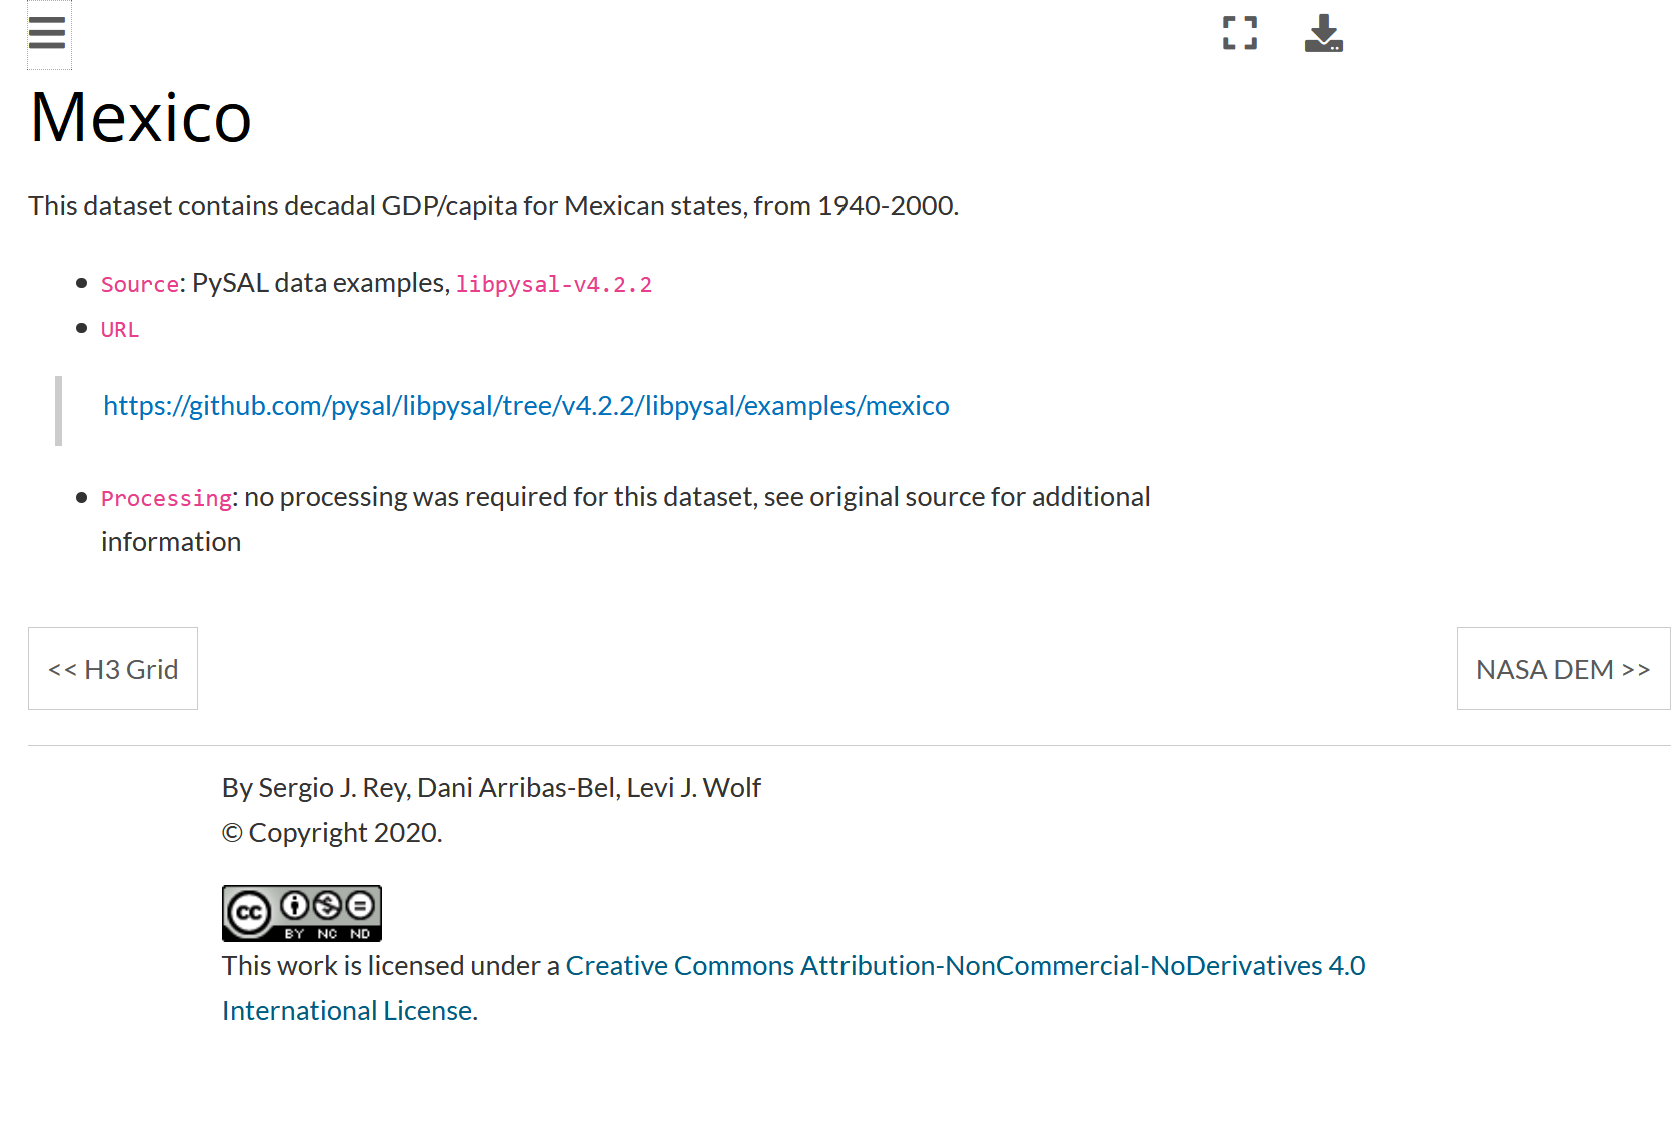 Mexico
This dataset contains decadal GDP/capita for Mexican states, from 1940-2000.
Source: PySAL data examples, libpysal-v4.2.2
URL
https://github.com/pysal/libpysal/tree/v4.2.2/libpysal/examples/mexico
Processing: no processing was required for this dataset, see original source for additional
information
<< H3 Grid
NASA DEM >>
By Sergio J. Rey, Dani Arribas-Bel, Levi J. Wolf
© Copyright 2020.
cc BY NC ND
This work is licensed under a Creative Commons Attribution-NonCommercial-NoDerivatives 4.0
International License.